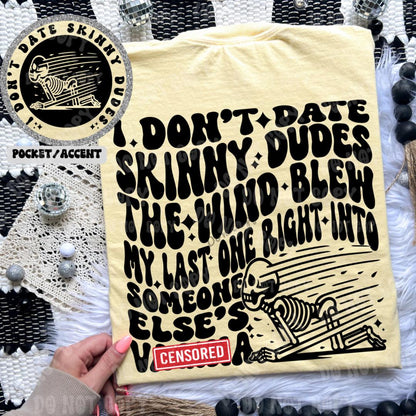 I DON'T DATE SKINNY DUDES
POCKET/ACCENT
I DON'T DATE
SKINNY DUDES
THE WIND BLEW
MY LAST ONE RIGHT INTO
SOMEONE
ELSE'S
V CENSORED A